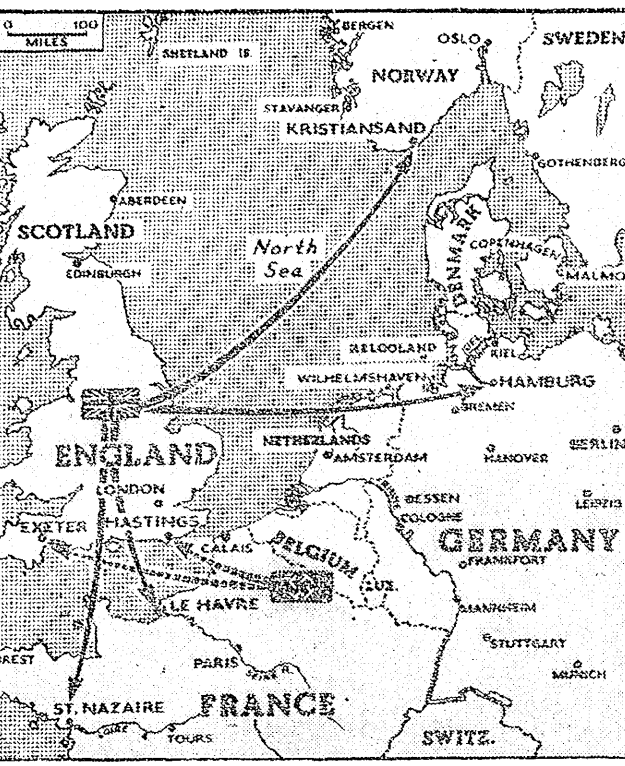 0 100
MILES
BERGEN
OSLO
SWEDEN
SHETLAND IS.
NORWAY
STAVANGER
KRISTIANSAND
GOTHENBERG
ABERDEEN
SCOTLAND
DENMARK
North
Sea
COPENHAGEN
EDINBURGH
MALMO
HELGOLAND
KIEL
WILHELMSHAVEN
HAMBURG
BREMEN
NETHERLANDS
BERLIN
ENGLAND
AMSTERDAM
HANOVER
LONDON
ESSEN
LEIPZIG
COLOGNE
EXETER
HASTINGS
CALAIS
BELGIUM
GERMANY
FRANKFORT
LUX.
LE HAVRE
MANNHEIM
STUTTGART
BREST
PARIS
SEINE R.
MUNICH
ST. NAZAIRE
FRANCE
LOIRE
TOURS
SWITZ.